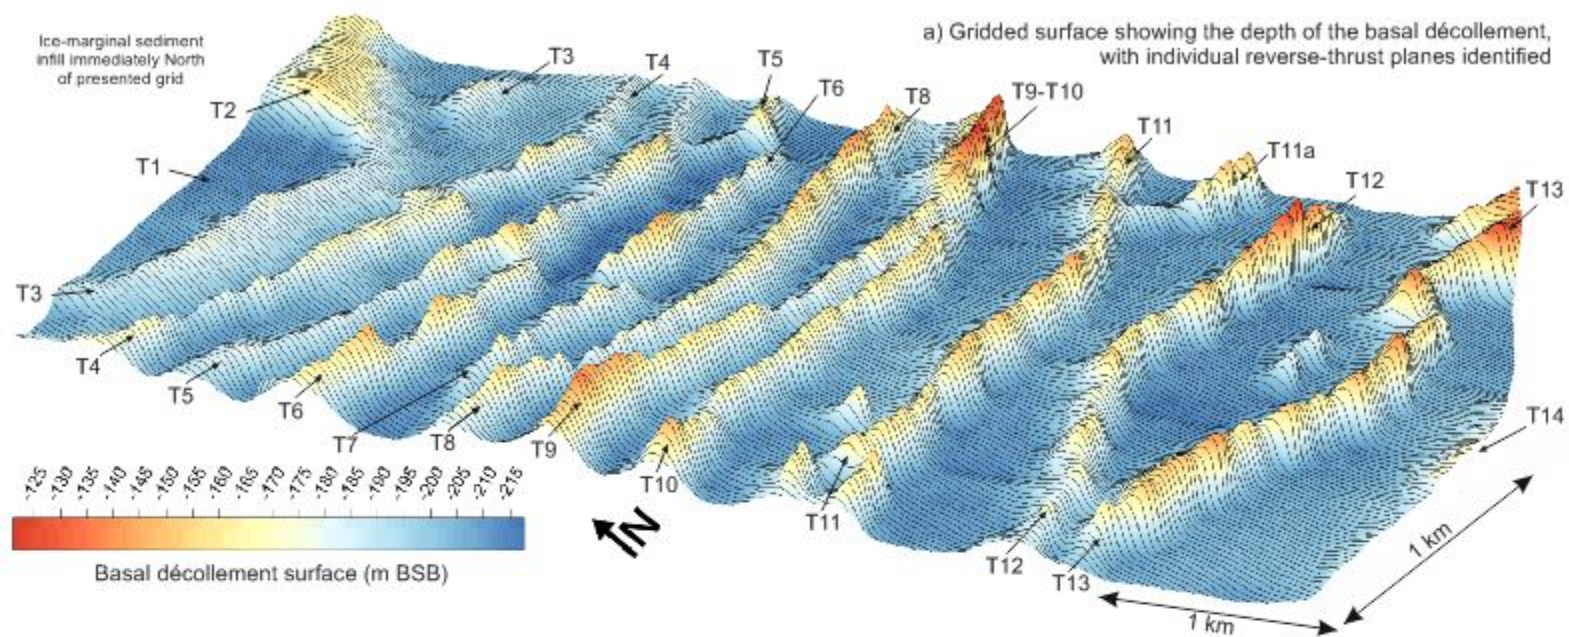 a) Gridded surface showing the depth of the basal décollement,
with individual reverse-thrust planes identified
Ice-marginal sediment
infill immediately North
of presented grid
T3
T4
T5
T6
T8
T9-T10
T11
T11a
T12
T13
T2
T1
T3
T4
T5
T6
T7
T8
T9
T10
T11
T12
T13
T14
N
1 km
1 km
-125 -130 -135 -140 -145 -150 -155 -160 -165 -170 -175 -180 -185 -190 -195 -200 -205 -210 -215
Basal décollement surface (m BSB)